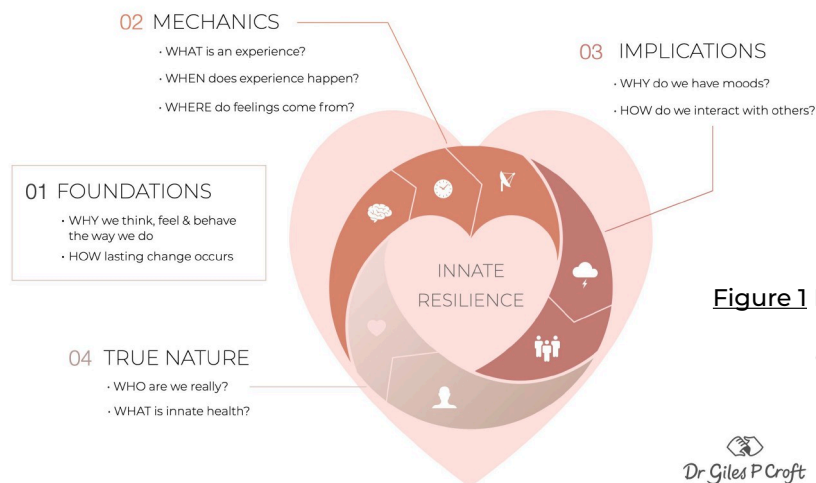 02 MECHANICS
· WHAT is an experience?
· WHEN does experience happen?
· WHERE do feelings come from?
03 IMPLICATIONS
· WHY do we have moods?
· HOW do we interact with others?
01 FOUNDATIONS
· WHY we think, feel & behave
the way we do
· HOW lasting change occurs
INNATE
RESILIENCE
Figure 1
04 TRUE NATURE
· WHO are we really?
· WHAT is innate health?
Dr Giles P Croft